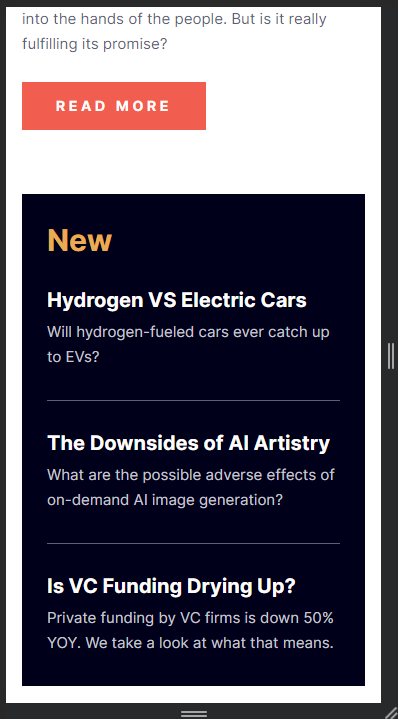 into the hands of the people. But is it really
fulfilling its promise?
READ MORE
New
Hydrogen VS Electric Cars
Will hydrogen-fueled cars ever catch up
to EVs?
The Downsides of AI Artistry
What are the possible adverse effects of
on-demand AI image generation?
Is VC Funding Drying Up?
Private funding by VC firms is down 50%
YOY. We take a look at what that means.